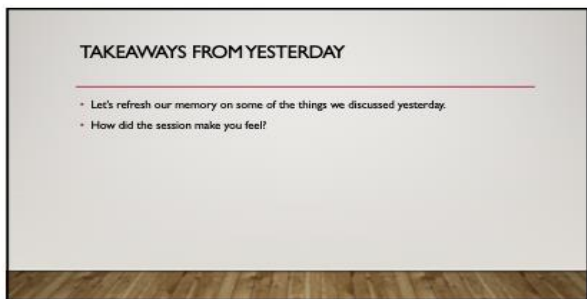 TAKEAWAYS FROM YESTERDAY
• Let's refresh our memory on some of the things we discussed yesterday.
• How did the session make you feel?